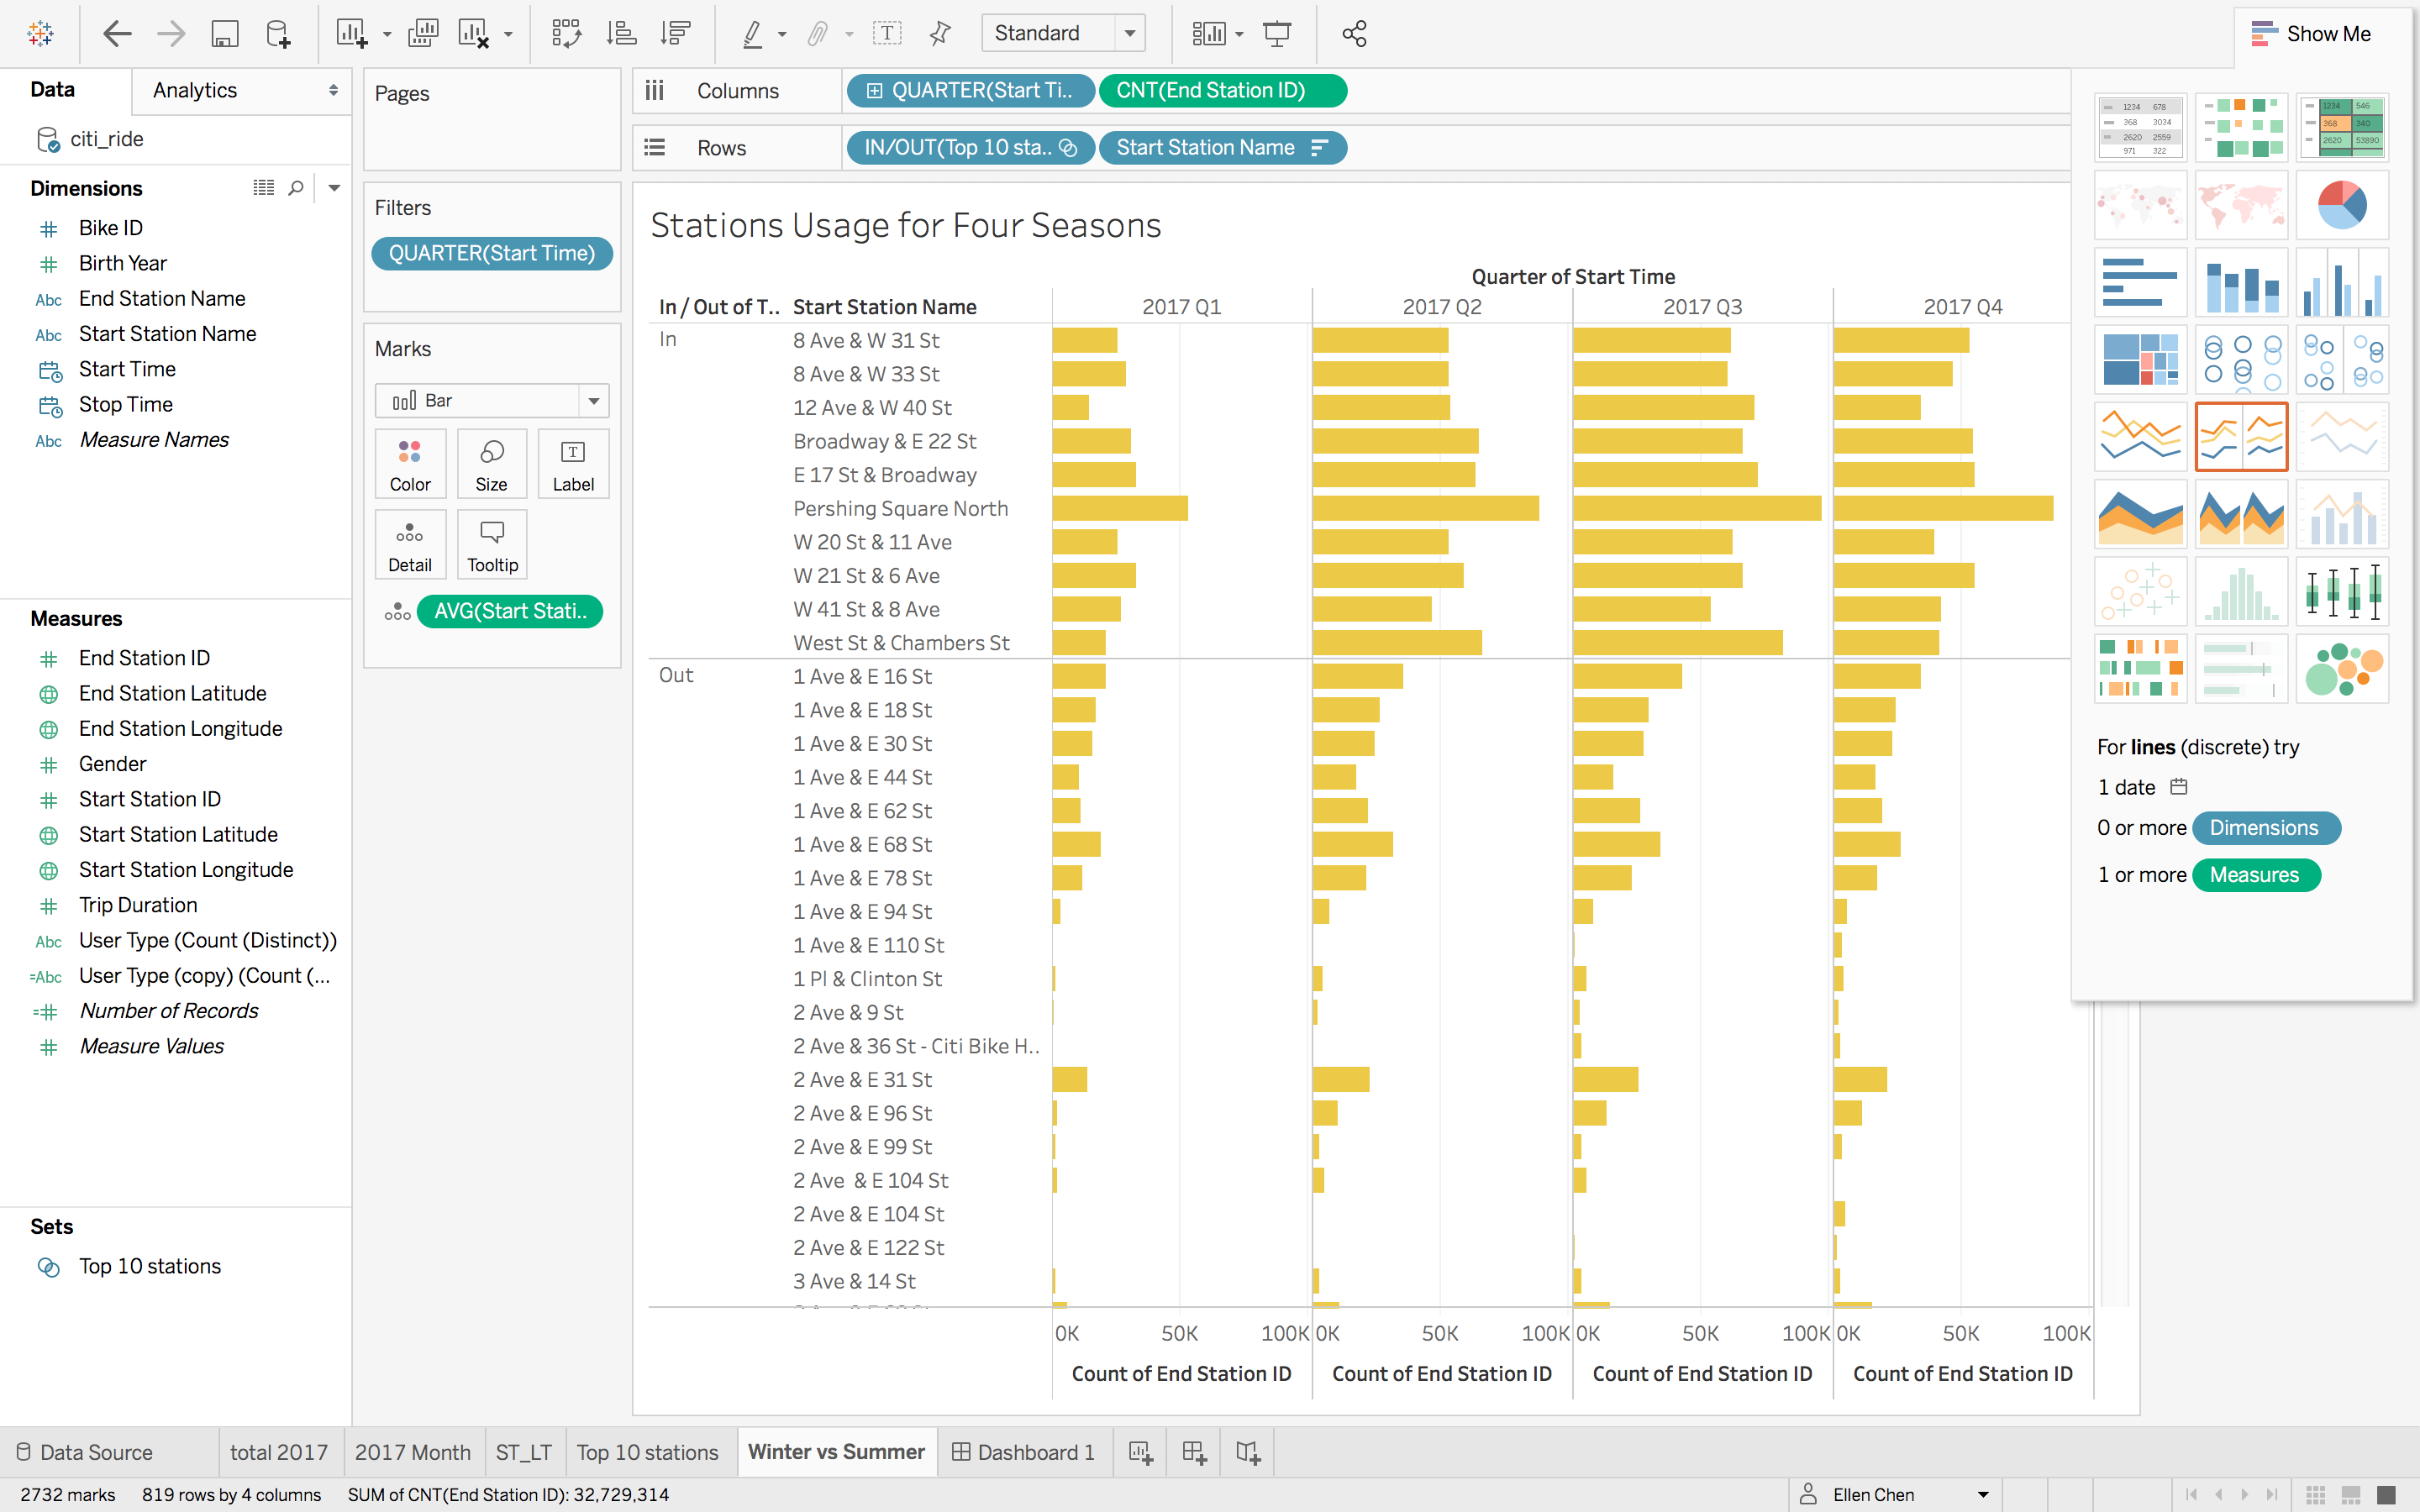 Standard
Show Me
Data
Analytics
citi_ride
Dimensions
Bike ID
Birth Year
Abc End Station Name
Abc Start Station Name
Start Time
Stop Time
Abc Measure Names
Measures
End Station ID
End Station Latitude
End Station Longitude
Gender
Start Station ID
Start Station Latitude
Start Station Longitude
Trip Duration
Abc User Type (Count (Distinct))
=Abc User Type (copy) (Count (...
Number of Records
Measure Values
Sets
Top 10 stations
Pages
Filters
QUARTER(Start Time)
Marks
Bar
Color Size Label
Detail Tooltip
AVG(Start Stati..
Columns QUARTER(Start Ti.. CNT(End Station ID)
Rows IN/OUT(Top 10 sta.. Start Station Name
Stations Usage for Four Seasons
Quarter of Start Time
In / Out of T.. Start Station Name 2017 Q1 2017 Q2 2017 Q3 2017 Q4
In 8 Ave & W 31 St
8 Ave & W 33 St
12 Ave & W 40 St
Broadway & E 22 St
E 17 St & Broadway
Pershing Square North
W 20 St & 11 Ave
W 21 St & 6 Ave
W 41 St & 8 Ave
West St & Chambers St
Out 1 Ave & E 16 St
1 Ave & E 18 St
1 Ave & E 30 St
1 Ave & E 44 St
1 Ave & E 62 St
1 Ave & E 68 St
1 Ave & E 78 St
1 Ave & E 94 St
1 Ave & E 110 St
1 Pl & Clinton St
2 Ave & 9 St
2 Ave & 36 St - Citi Bike H..
2 Ave & E 31 St
2 Ave & E 96 St
2 Ave & E 99 St
2 Ave  & E 104 St
2 Ave & E 104 St
2 Ave & E 122 St
3 Ave & 14 St
0K 50K 100K 0K 50K 100K 0K 50K 100K 0K 50K 100K
Count of End Station ID Count of End Station ID Count of End Station ID Count of End Station ID
1234 678
368 3034
2620 2559
971 322
1234 546
368 340
2620 53890
For lines (discrete) try
1 date
0 or more Dimensions
1 or more Measures
Data Source total 2017 2017 Month ST_LT Top 10 stations Winter vs Summer Dashboard 1
2732 marks 819 rows by 4 columns SUM of CNT(End Station ID): 32,729,314 Ellen Chen